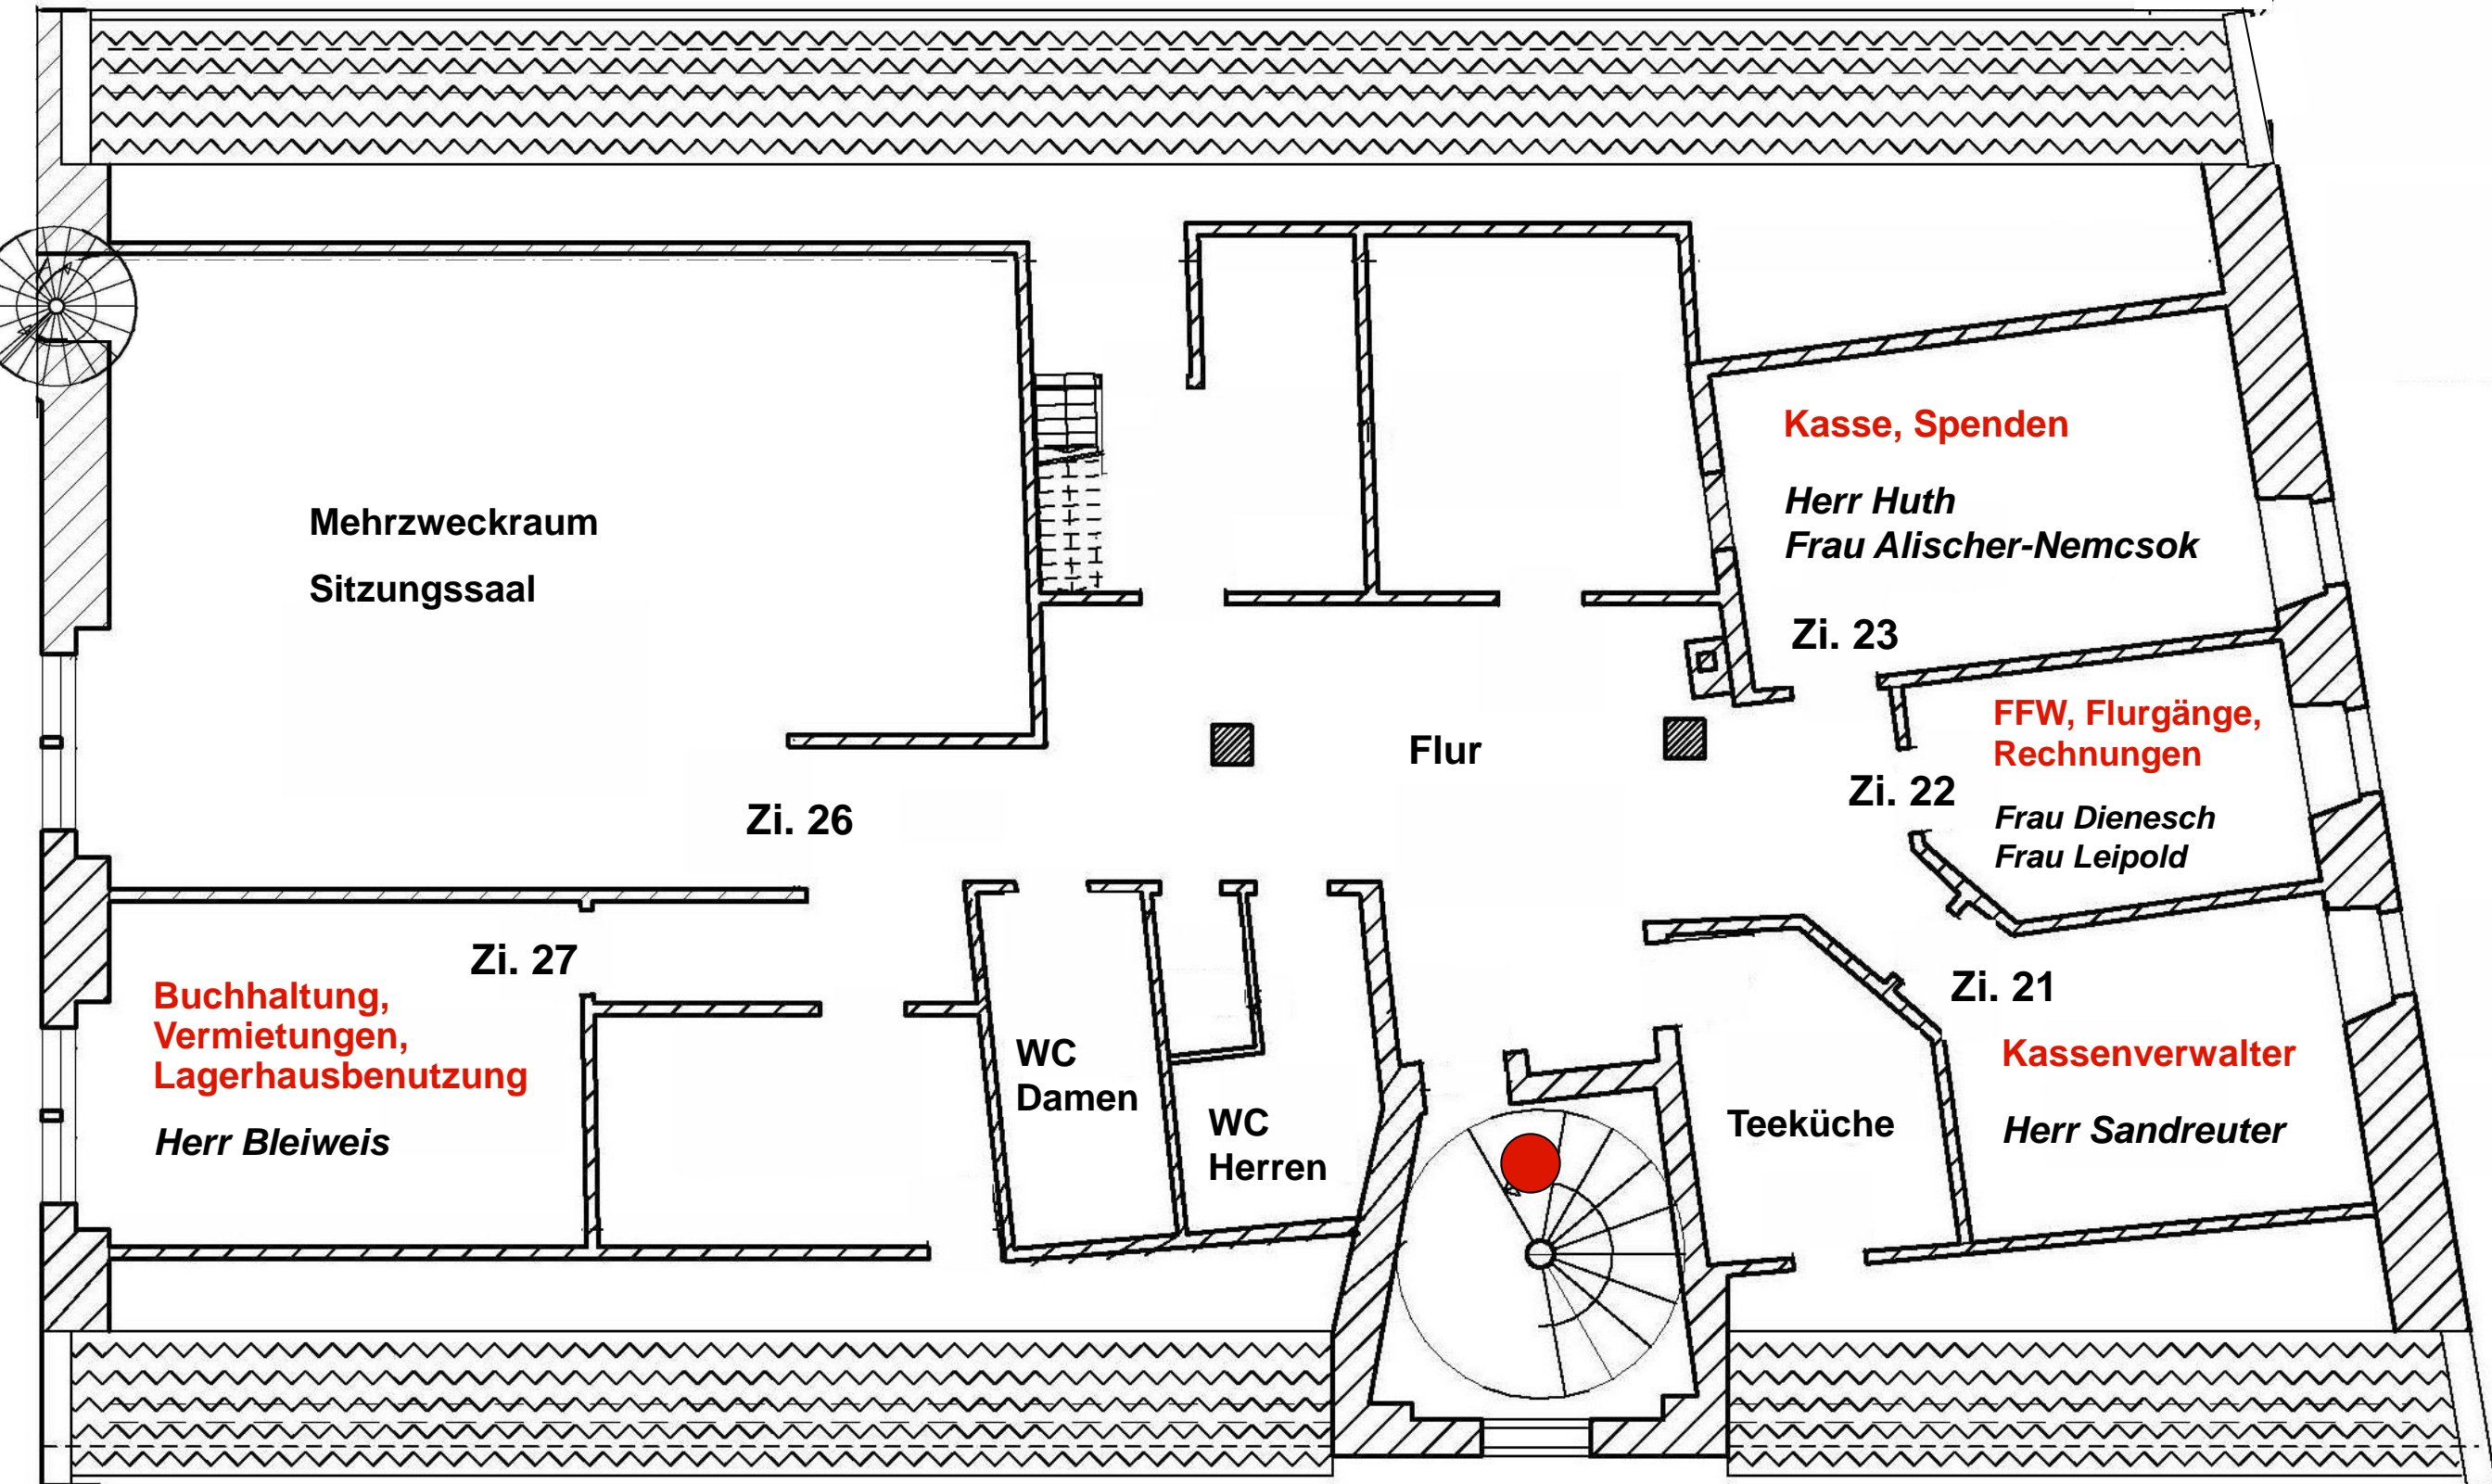 Mehrzweckraum
Sitzungssaal
Kasse, Spenden
Herr Huth
Frau Alischer-Nemcsok
Zi. 23
FFW, Flurgänge,
Rechnungen
Frau Dienesch
Frau Leipold
Zi. 22
Flur
Zi. 26
Zi. 27
Buchhaltung,
Vermietungen,
Lagerhausbenutzung
Herr Bleiweis
WC
Damen
WC
Herren
Teeküche
Zi. 21
Kassenverwalter
Herr Sandreuter